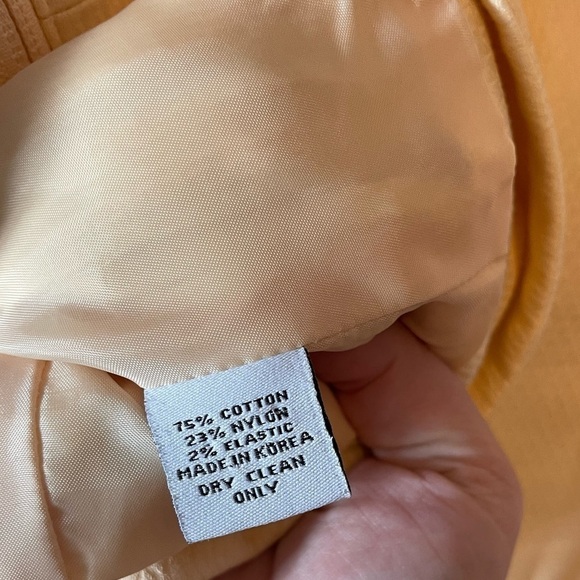 75% COTTON
23% NYLON
2% ELASTIC
MADE IN KOREA
DRY CLEAN
ONLY